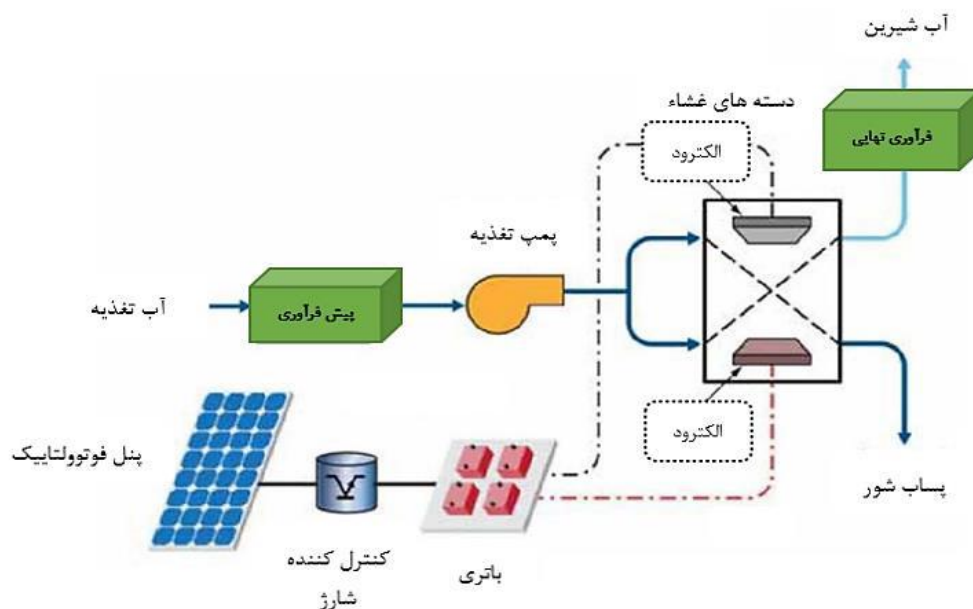 آب شیرین
دسته های غشاء
فرآوری نهایی
الکترود
پمپ تغذیه
آب تغذیه
پیش فرآوری
الکترود
پنل فوتوولتاییک
پساب شور
کنترل کننده
شارژ
باتری